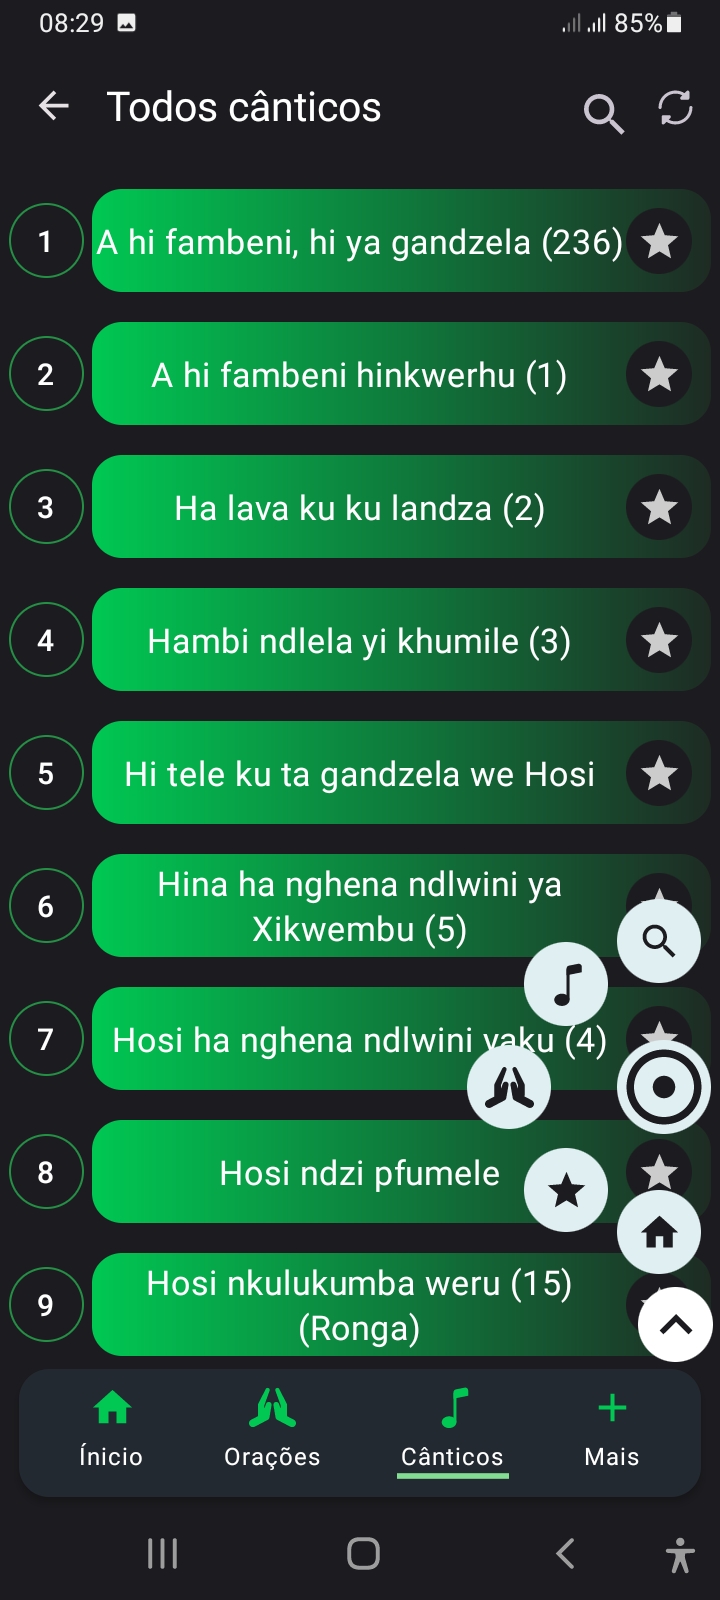 08:29
85%
Todos cânticos
1
A hi fambeni, hi ya gandzela (236)
2
A hi fambeni hinkwerhu (1)
3
Ha lava ku ku landza (2)
4
Hambi ndlela yi khumile (3)
5
Hi tele ku ta gandzela we Hosi
6
Hina ha nghena ndlwini ya
Xikwembu (5)
7
Hosi ha nghena ndlwini yaku (4)
8
Hosi ndzi pfumele
9
Hosi nkulukumba weru (15)
(Ronga)
Ínicio
Orações
Cânticos
Mais